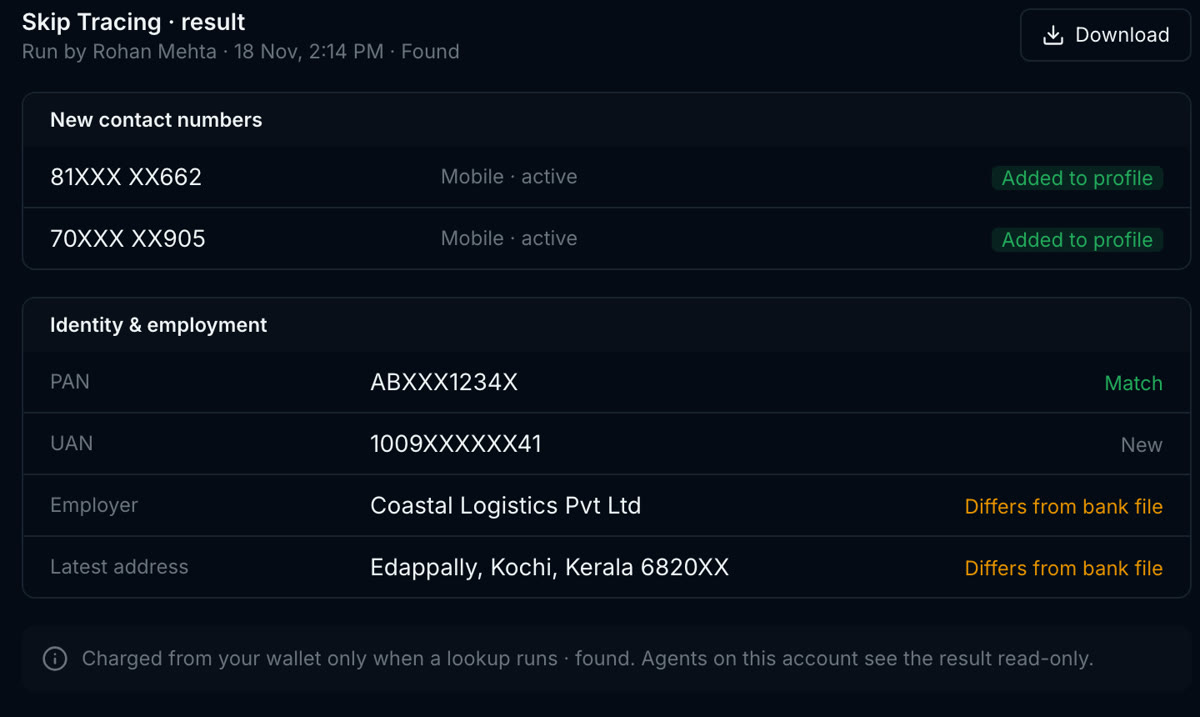 Skip Tracing · result
Run by Rohan Mehta · 18 Nov, 2:14 PM · Found
Download
New contact numbers
81XXX XX662 Mobile · active Added to profile
70XXX XX905 Mobile · active Added to profile
Identity & employment
PAN ABXXX1234X Match
UAN 1009XXXXXX41 New
Employer Coastal Logistics Pvt Ltd Differs from bank file
Latest address Edappally, Kochi, Kerala 6820XX Differs from bank file
Charged from your wallet only when a lookup runs · found. Agents on this account see the result read-only.